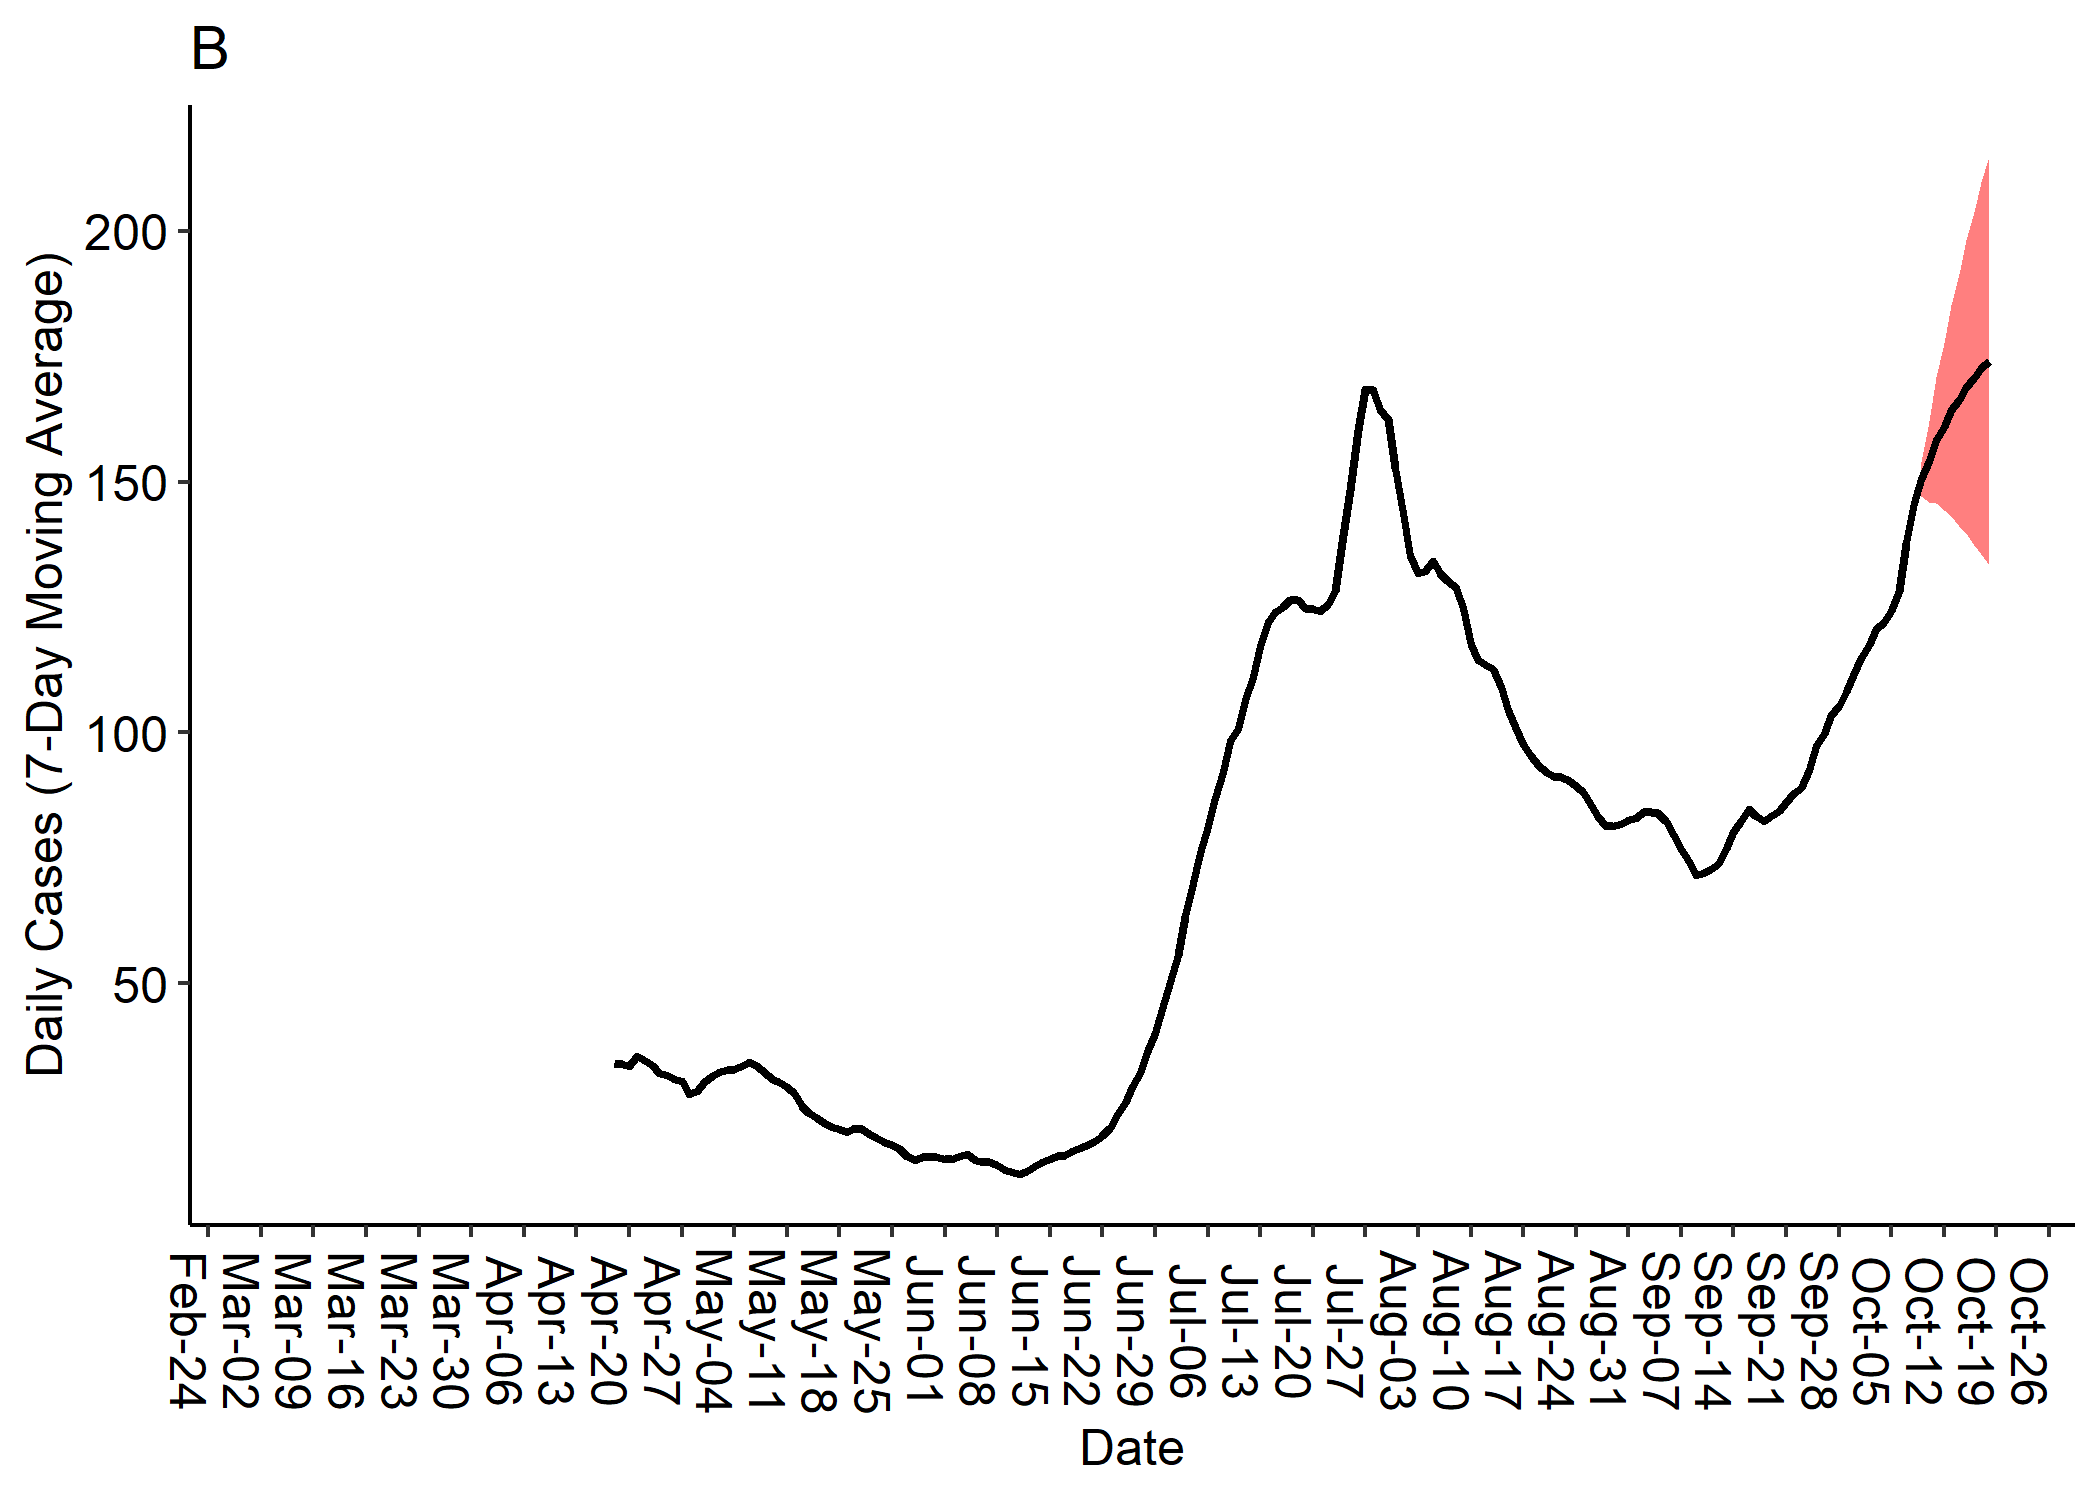 B
Daily Cases (7-Day Moving Average)
200
150
100
50
Feb-24
Mar-02
Mar-09
Mar-16
Mar-23
Mar-30
Apr-06
Apr-13
Apr-20
Apr-27
May-04
May-11
May-18
May-25
Jun-01
Jun-08
Jun-15
Jun-22
Jun-29
Jul-06
Jul-13
Jul-20
Jul-27
Aug-03
Aug-10
Aug-17
Aug-24
Aug-31
Sep-07
Sep-14
Sep-21
Sep-28
Oct-05
Oct-12
Oct-19
Oct-26
Date